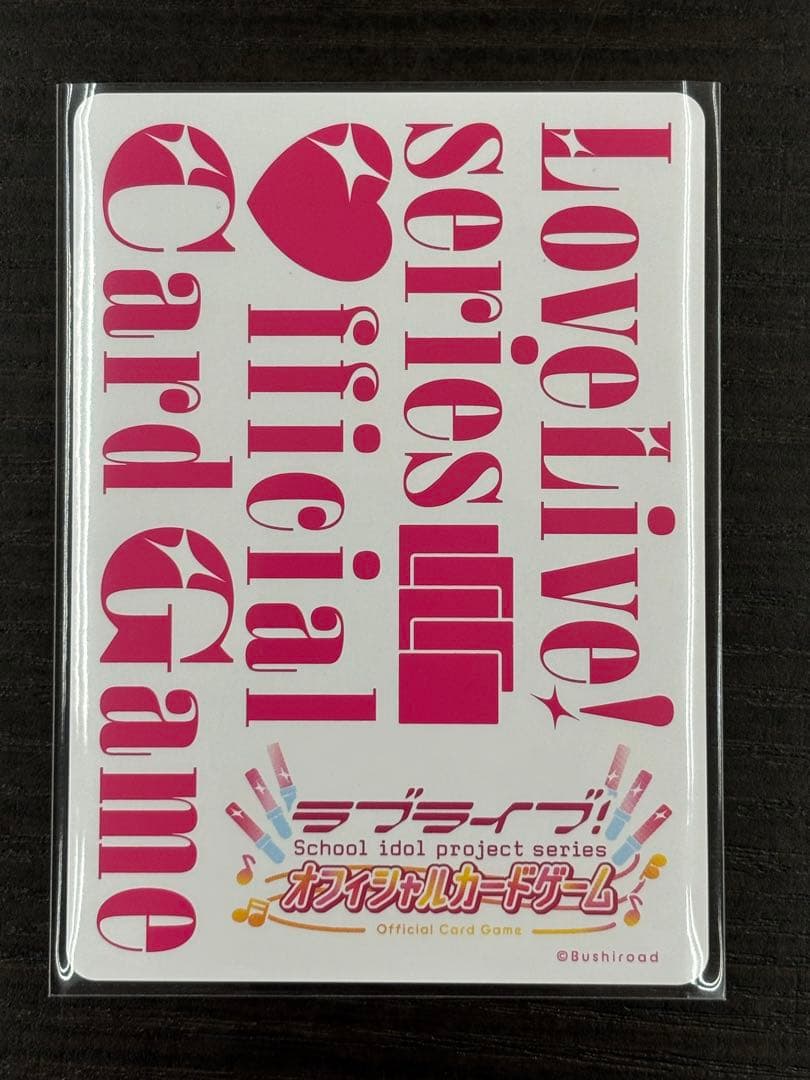 LoveLive!
series
Official
Card Game
ラブライブ!
School idol project series
オフィシャルカードゲーム
Official Card Game
©Bushiroad